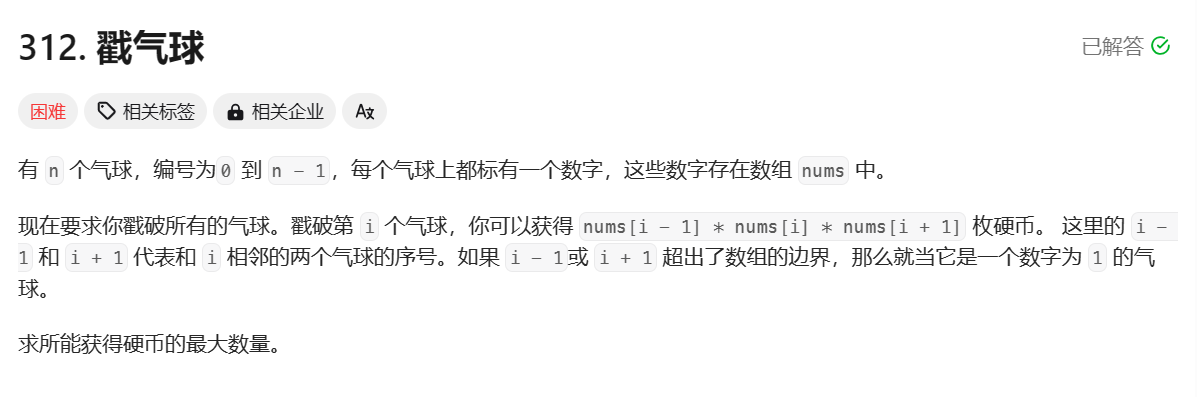 312. 戳气球
已解答
困难 相关标签 相关企业
有 n 个气球，编号为0 到 n - 1，每个气球上都标有一个数字，这些数字存在数组 nums 中。
现在要求你戳破所有的气球。戳破第 i 个气球，你可以获得 nums[i - 1] * nums[i] * nums[i + 1] 枚硬币。 这里的 i -
1 和 i + 1 代表和 i 相邻的两个气球的序号。如果 i - 1或 i + 1 超出了数组的边界，那么就当它是一个数字为 1 的气
球。
求所能获得硬币的最大数量。